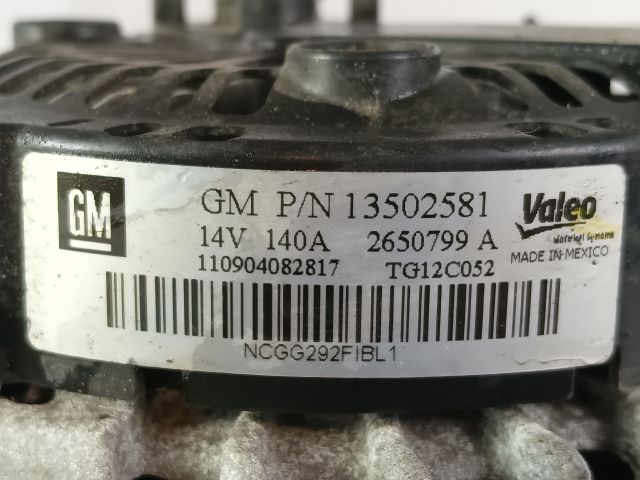 GM
GM P/N 13502581
Valeo
14V 140A 2650799 A
MADE IN MEXICO
110904082817 TG12C052
NCGG292FIBL1